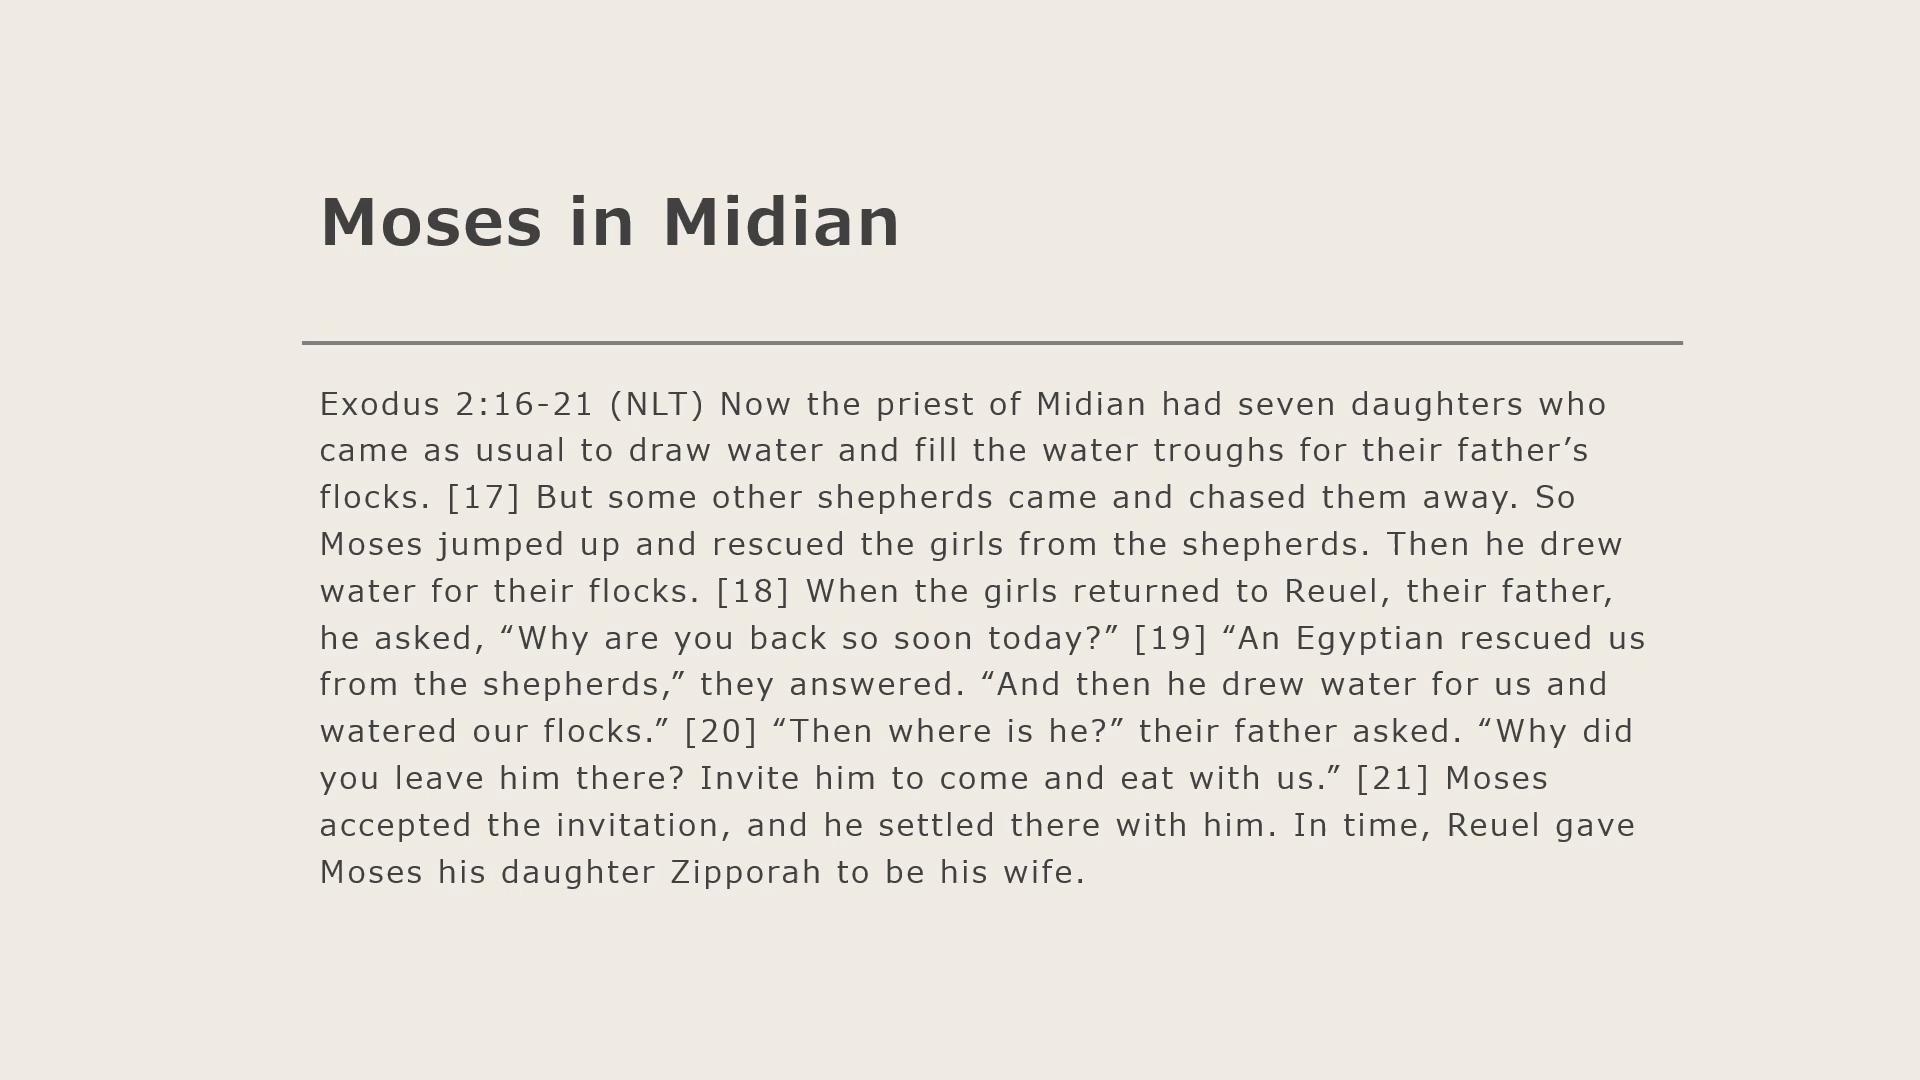 Moses in Midian
Exodus 2:16-21 (NLT) Now the priest of Midian had seven daughters who
came as usual to draw water and fill the water troughs for their father’s
flocks. [17] But some other shepherds came and chased them away. So
Moses jumped up and rescued the girls from the shepherds. Then he drew
water for their flocks. [18] When the girls returned to Reuel, their father,
he asked, “Why are you back so soon today?” [19] “An Egyptian rescued us
from the shepherds,” they answered. “And then he drew water for us and
watered our flocks.” [20] “Then where is he?” their father asked. “Why did
you leave him there? Invite him to come and eat with us.” [21] Moses
accepted the invitation, and he settled there with him. In time, Reuel gave
Moses his daughter Zipporah to be his wife.